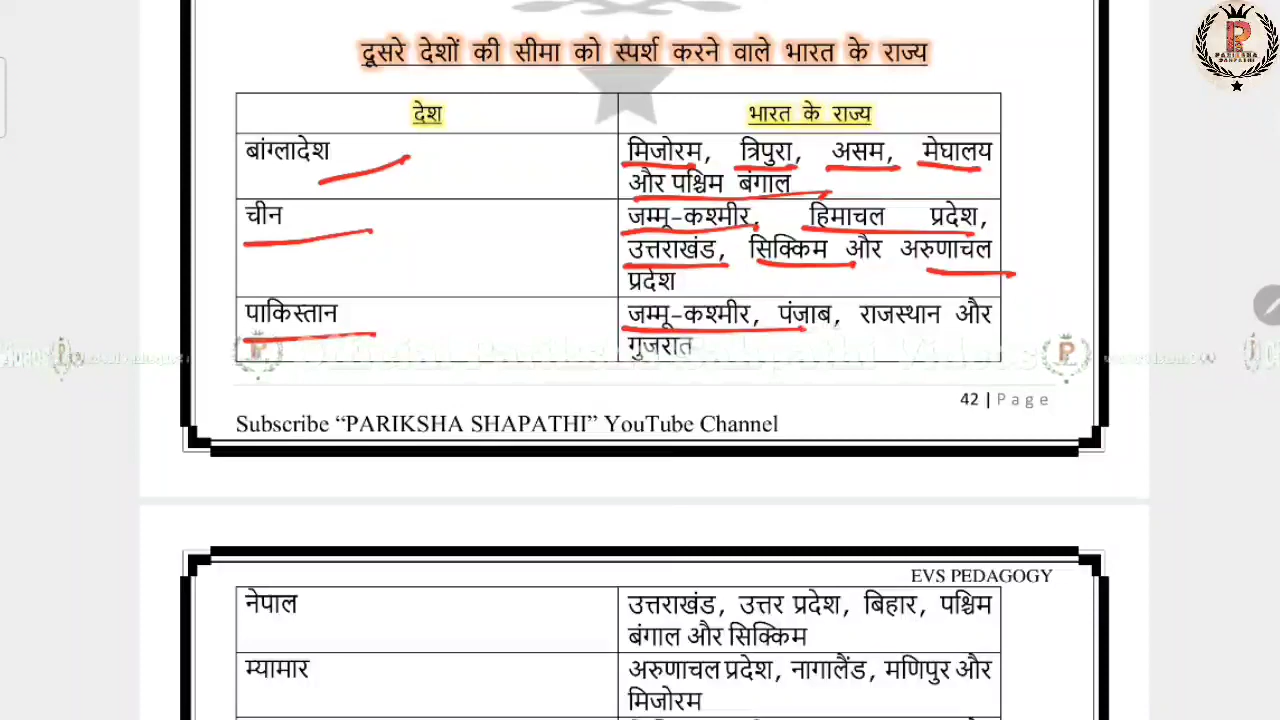 PARIKSHA
SHAPATHI
दूसरे देशों की सीमा को स्पर्श करने वाले भारत के राज्य
देश
भारत के राज्य
बांग्लादेश
मिजोरम, त्रिपुरा, असम, मेघालय
और पश्चिम बंगाल
चीन
जम्मू-कश्मीर, हिमाचल प्रदेश,
उत्तराखंड, सिक्किम और अरुणाचल
प्रदेश
पाकिस्तान
जम्मू-कश्मीर, पंजाब, राजस्थान और
गुजरात
42 | Page
Subscribe “PARIKSHA SHAPATHI” YouTube Channel
EVS PEDAGOGY
नेपाल
उत्तराखंड, उत्तर प्रदेश, बिहार, पश्चिम
बंगाल और सिक्किम
म्यामार
अरुणाचल प्रदेश, नागालैंड, मणिपुर और
मिजोरम